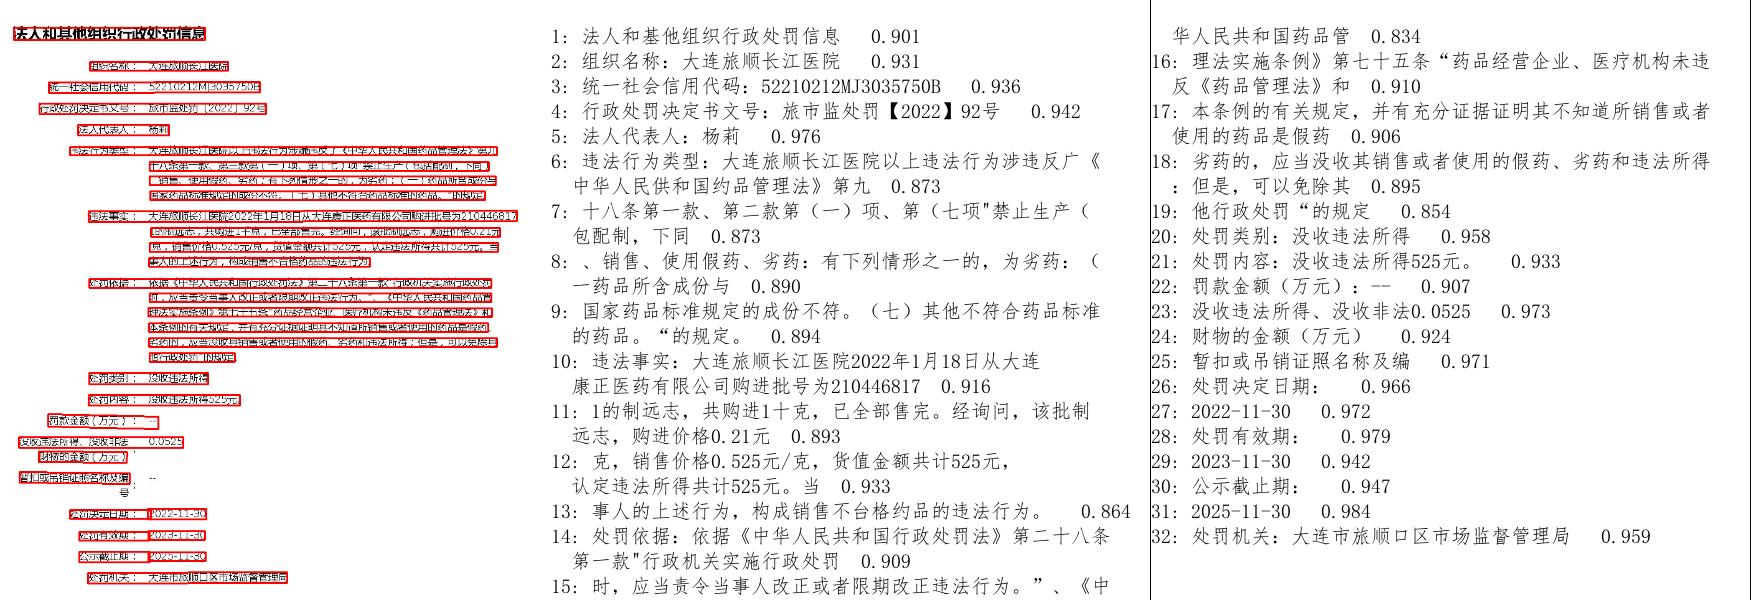 法人和其他组织行政处罚信息
组织名称： 大连旅顺长江医院
统一社会信用代码： 52210212MJ3035750B
行政处罚决定书文号： 旅市监处罚【2022】92号
法人代表人： 杨莉
违法行为类型： 大连旅顺长江医院以上违法行为涉嫌违反了《中华人民共和国药品管理法》第九
十八条第一款、第三款第（一）项、第（七）项"禁止生产（包括配制，下同）
、销售、使用假药、劣药；有下列情形之一的，为劣药：（一）药品所含成份与
国家药品标准规定的成份不符。（七）其他不符合药品标准的药品。"的规定
违法事实： 大连旅顺长江医院2022年1月18日从大连康正医药有限公司购进批号为210446817
1的制远志，共购进1千克，已全部售完。经询问，该批制远志，购进价格0.21元
克，销售价格0.525元/克，货值金额共计525元，认定违法所得共计525元。当
事人的上述行为，构成销售不合格药品的违法行为。
处罚依据： 依据《中华人民共和国行政处罚法》第二十八条第一款"行政机关实施行政处罚
时，应当责令当事人改正或者限期改正违法行为。"、《中华人民共和国药品管
理法实施条例》第七十五条"药品经营企业、医疗机构未违反《药品管理法》和
本条例的有关规定，并有充分证据证明其不知道所销售或者使用的药品是假药
劣药的，应当没收其销售或者使用的假药、劣药和违法所得；但是，可以免除其
他行政处罚"的规定
处罚类别： 没收违法所得
处罚内容： 没收违法所得525元。
罚款金额（万元）： --
没收违法所得、没收非法 0.0525
财物的金额（万元） :
暂扣或吊销证照名称及编 --
号 :
处罚决定日期： 2022-11-30
处罚有效期： 2023-11-30
公示截止期： 2025-11-30
处罚机关： 大连市旅顺口区市场监督管理局
1: 法人和基他组织行政处罚信息 0.901
2: 组织名称：大连旅顺长江医院 0.931
3: 统一社会信用代码：52210212MJ3035750B 0.936
4: 行政处罚决定书文号：旅市监处罚【2022】92号 0.942
5: 法人代表人：杨莉 0.976
6: 违法行为类型：大连旅顺长江医院以上违法行为涉违反广《
中华人民供和国约品管理法》第九 0.873
7: 十八条第一款、第二款第（一）项、第（七项"禁止生产（
包配制，下同 0.873
8: 、销售、使用假药、劣药：有下列情形之一的，为劣药：（
一药品所含成份与 0.890
9: 国家药品标准规定的成份不符。（七）其他不符合药品标准
的药品。“的规定。 0.894
10: 违法事实：大连旅顺长江医院2022年1月18日从大连
康正医药有限公司购进批号为210446817 0.916
11: 1的制远志，共购进1十克，已全部售完。经询问，该批制
远志，购进价格0.21元 0.893
12: 克，销售价格0.525元/克，货值金额共计525元，
认定违法所得共计525元。当 0.933
13: 事人的上述行为，构成销售不台格约品的违法行为。 0.864
14: 处罚依据：依据《中华人民共和国行政处罚法》第二十八条
第一款"行政机关实施行政处罚 0.909
15: 时，应当责令当事人改正或者限期改正违法行为。”、《中
华人民共和国药品管 0.834
16: 理法实施条例》第七十五条“药品经营企业、医疗机构未违
反《药品管理法》和 0.910
17: 本条例的有关规定，并有充分证据证明其不知道所销售或者
使用的药品是假药 0.906
18: 劣药的，应当没收其销售或者使用的假药、劣药和违法所得
：但是，可以免除其 0.895
19: 他行政处罚“的规定 0.854
20: 处罚类别：没收违法所得 0.958
21: 处罚内容：没收违法所得525元。 0.933
22: 罚款金额（万元）：-- 0.907
23: 没收违法所得、没收非法0.0525 0.973
24: 财物的金额（万元） 0.924
25: 暂扣或吊销证照名称及编 0.971
26: 处罚决定日期： 0.966
27: 2022-11-30 0.972
28: 处罚有效期： 0.979
29: 2023-11-30 0.942
30: 公示截止期： 0.947
31: 2025-11-30 0.984
32: 处罚机关：大连市旅顺口区市场监督管理局 0.959